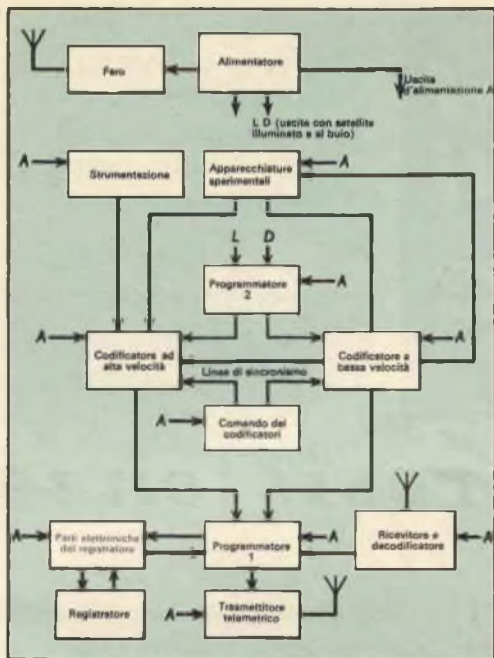 Faro
Alimentatore
Uscita
d'alimentazione A
L D (uscita con satellite
illuminato e al buio)
A
Strumentazione
Apparecchiature
sperimentali
A
L D
Programmatore
2
A
A
Codificatore ad
alta velocità
Codificatore a
bassa velocità
A
Linea di sincronismo
A
Comando dei
codificatori
A
Parti elettroniche
del registratore
Programmatore
1
A
Ricevitore e
decodificatore
A
Registratore
A
Trasmettitore
telemetrico